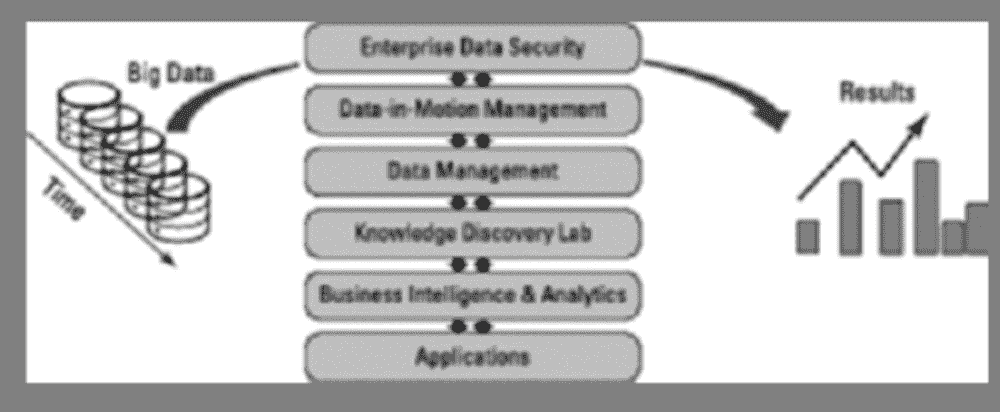 Big Data
Time
Enterprise Data Security
Data-in-Motion Management
Data Management
Knowledge Discovery Lab
Business Intelligence & Analytics
Applications
Results